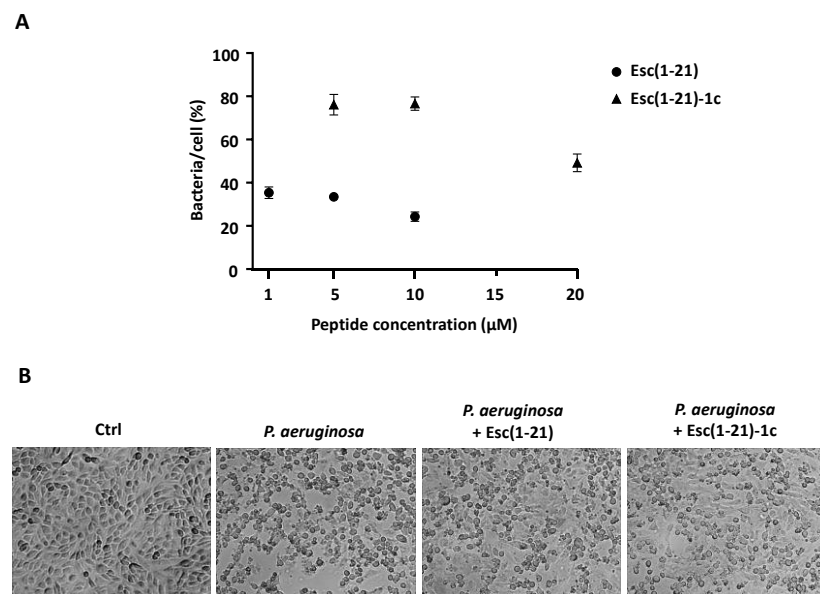 A
100
80
60
40
20
0
Bacteria/cell (%)
1 5 10 15 20
Peptide concentration (µM)
Esc(1-21)
Esc(1-21)-1c
B
Ctrl
P. aeruginosa
P. aeruginosa
+ Esc(1-21)
P. aeruginosa
+ Esc(1-21)-1c